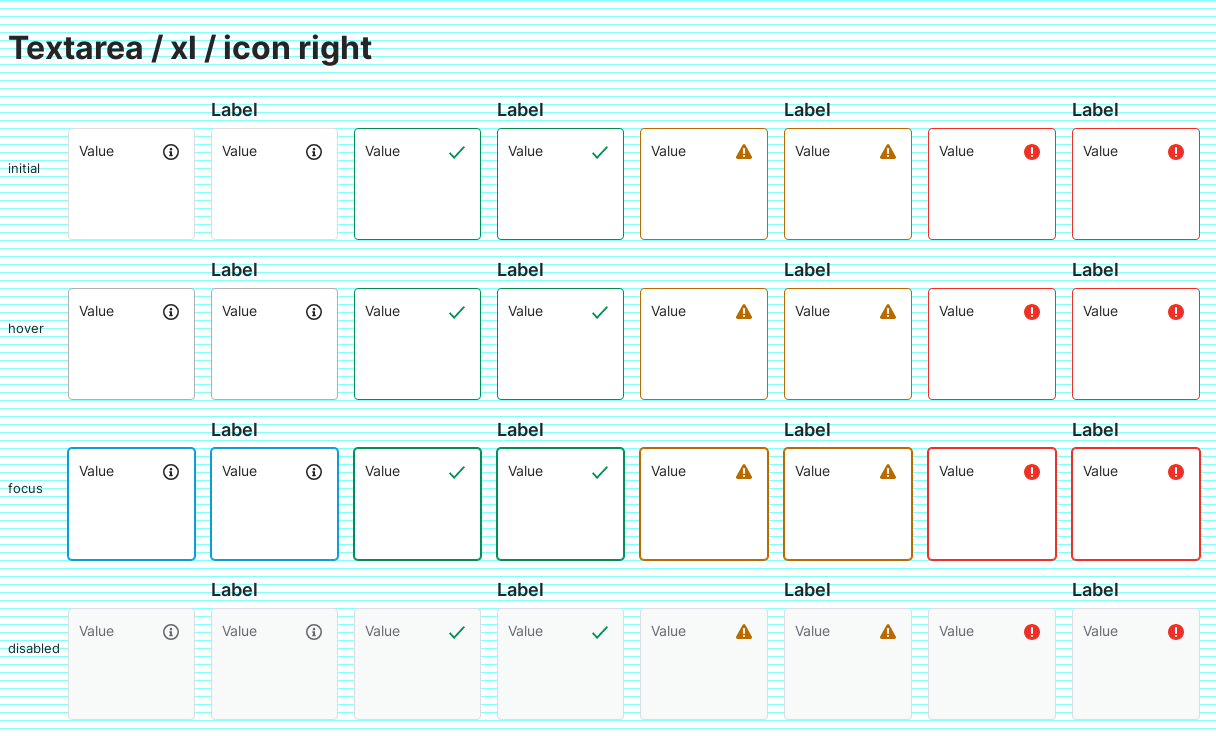 Textarea / xl / icon right
Label Label Label Label
initial Value Value Value Value Value Value Value Value
Label Label Label Label
hover Value Value Value Value Value Value Value Value
Label Label Label Label
focus Value Value Value Value Value Value Value Value
Label Label Label Label
disabled Value Value Value Value Value Value Value Value